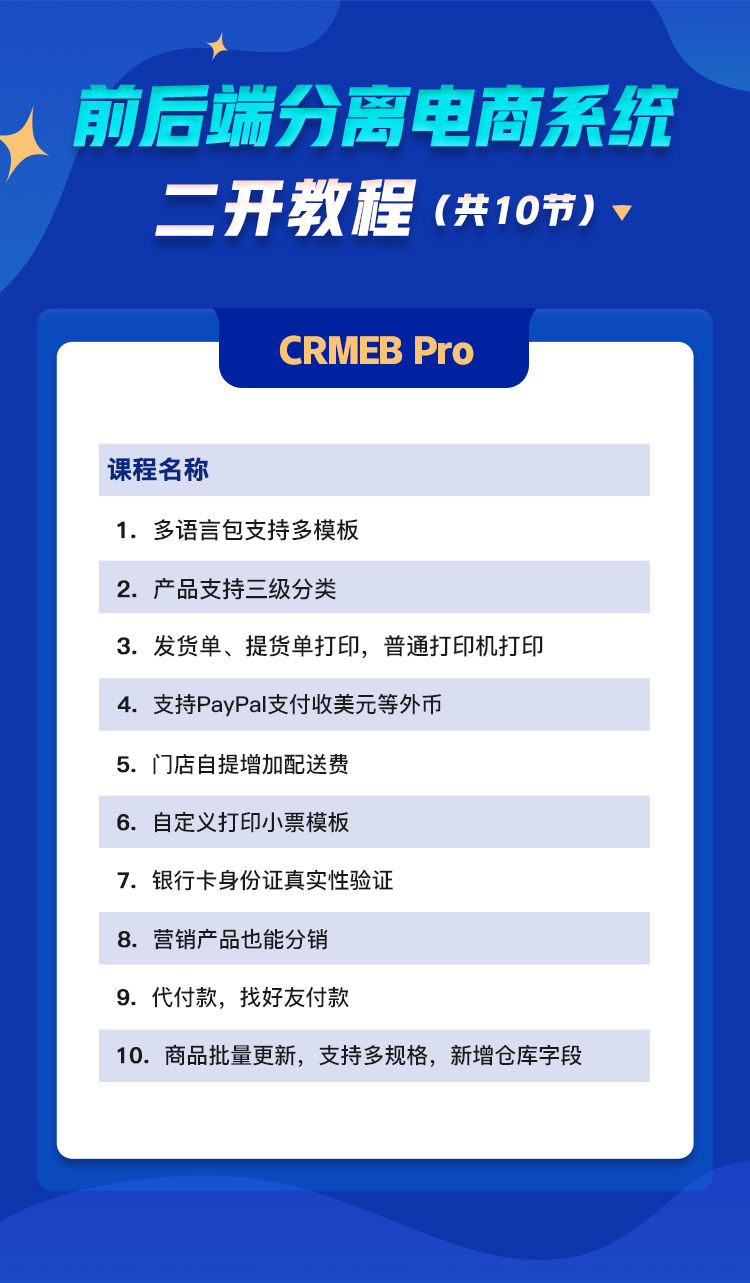 前后端分离电商系统
二开教程（共10节）
CRMEB Pro
课程名称
1. 多语言包支持多模板
2. 产品支持三级分类
3. 发货单、提货单打印，普通打印机打印
4. 支持PayPal支付收美元等外币
5. 门店自提增加配送费
6. 自定义打印小票模板
7. 银行卡身份证真实性验证
8. 营销产品也能分销
9. 代付款，找好友付款
10. 商品批量更新，支持多规格，新增仓库字段